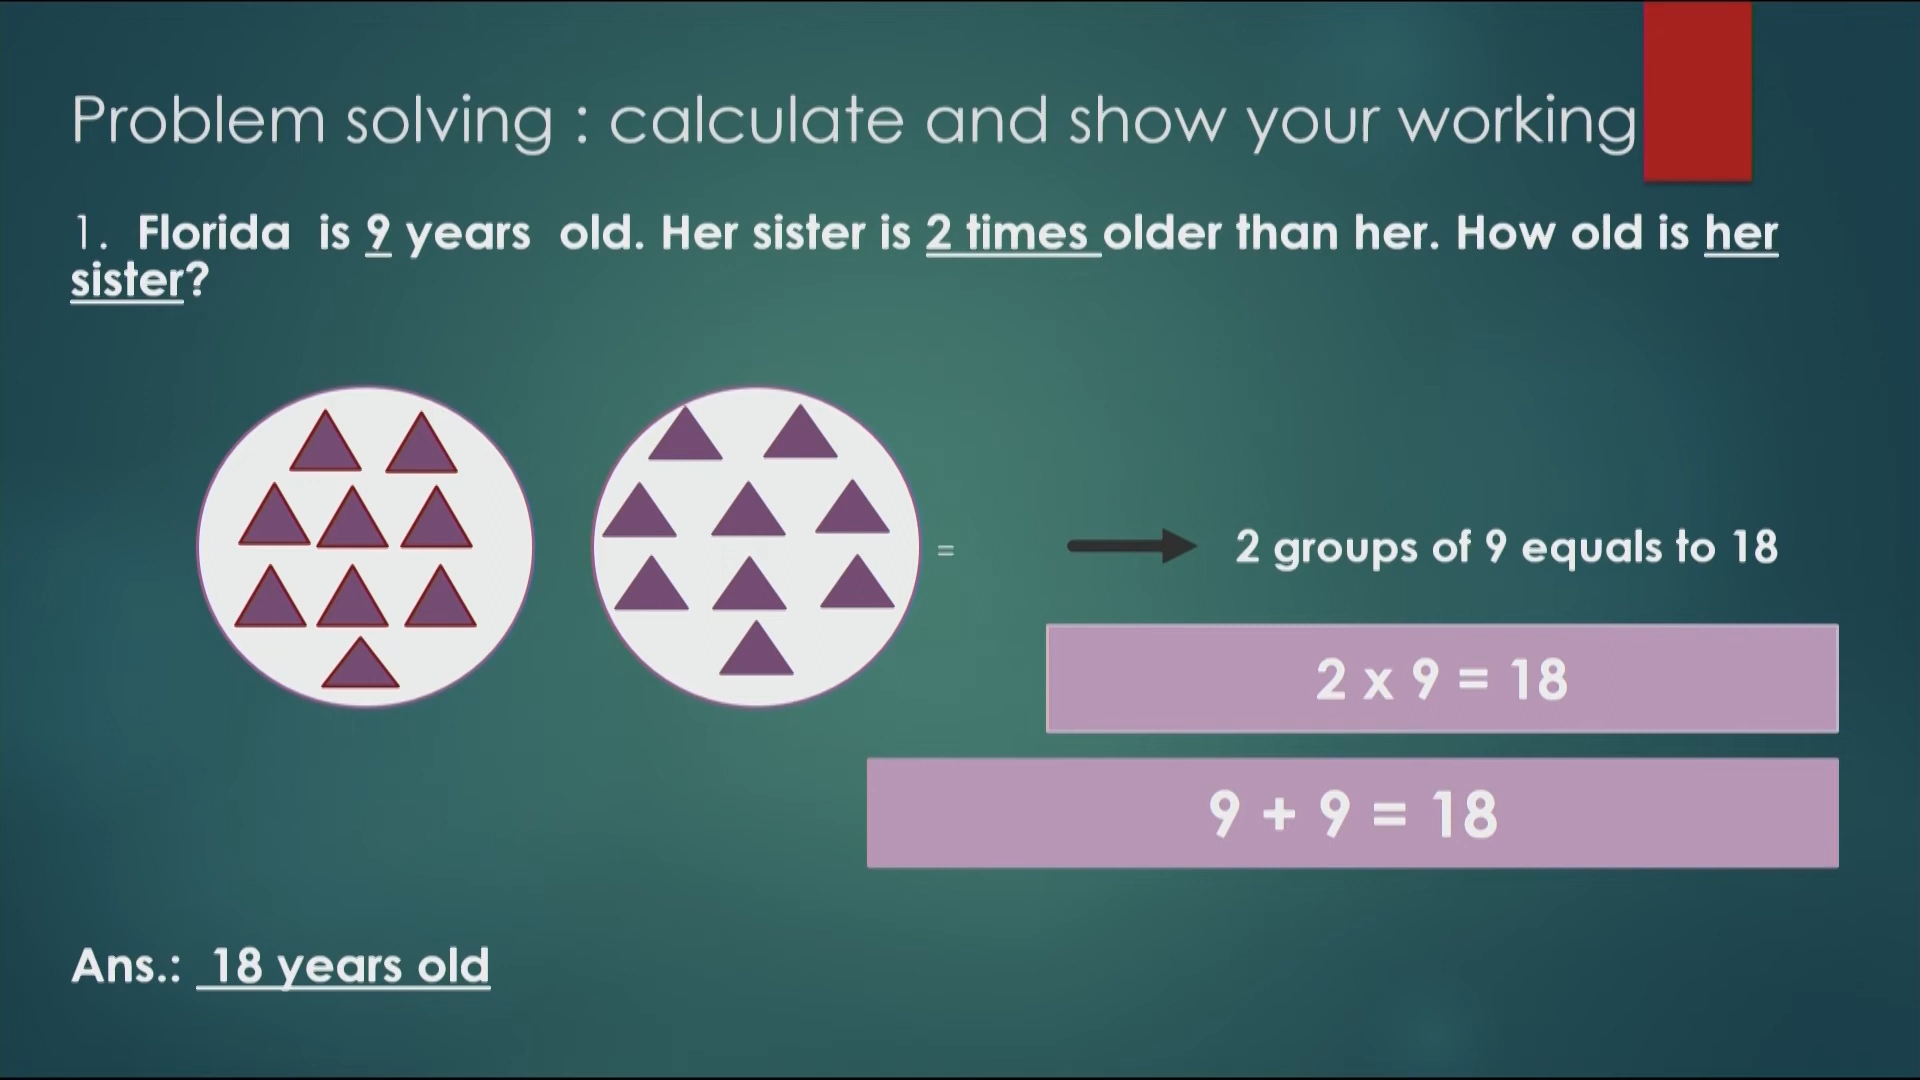 Problem solving : calculate and show your working
1. Florida is 9 years old. Her sister is 2 times older than her. How old is her
sister?
= 2 groups of 9 equals to 18
2 x 9 = 18
9 + 9 = 18
Ans.: 18 years old